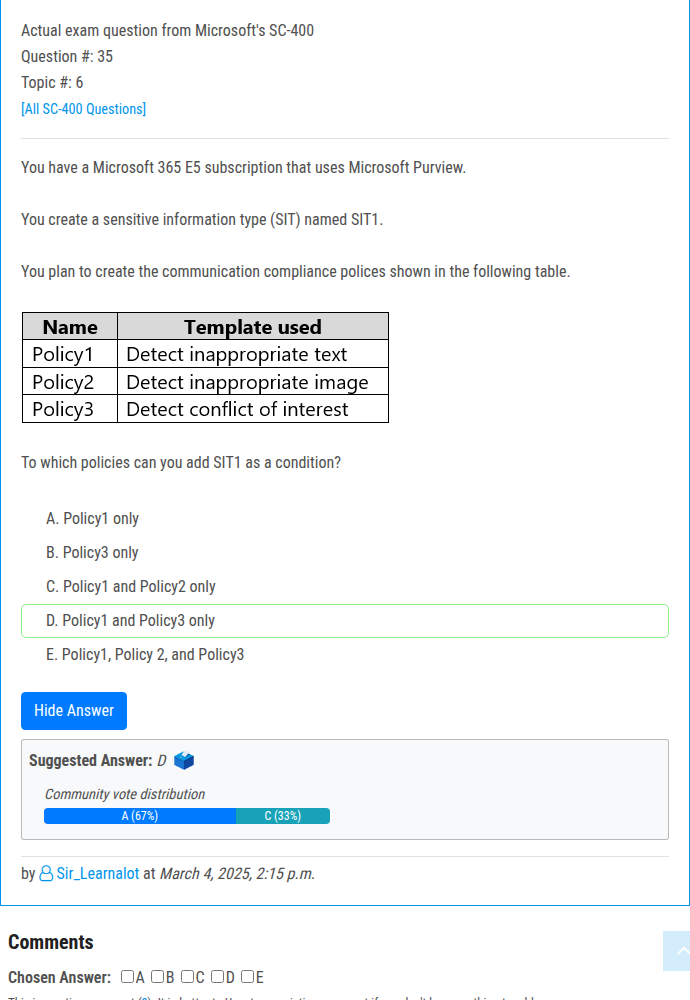 Actual exam question from Microsoft's SC-400
Question #: 35
Topic #: 6
[All SC-400 Questions]
You have a Microsoft 365 E5 subscription that uses Microsoft Purview.
You create a sensitive information type (SIT) named SIT1.
You plan to create the communication compliance polices shown in the following table.
Name Template used
Policy1 Detect inappropriate text
Policy2 Detect inappropriate image
Policy3 Detect conflict of interest
To which policies can you add SIT1 as a condition?
A. Policy1 only
B. Policy3 only
C. Policy1 and Policy2 only
D. Policy1 and Policy3 only
E. Policy1, Policy 2, and Policy3
Hide Answer
Suggested Answer: D
Community vote distribution
A (67%) C (33%)
by Sir_Learnalot at March 4, 2025, 2:15 p.m.
Comments
Chosen Answer: A B C D E